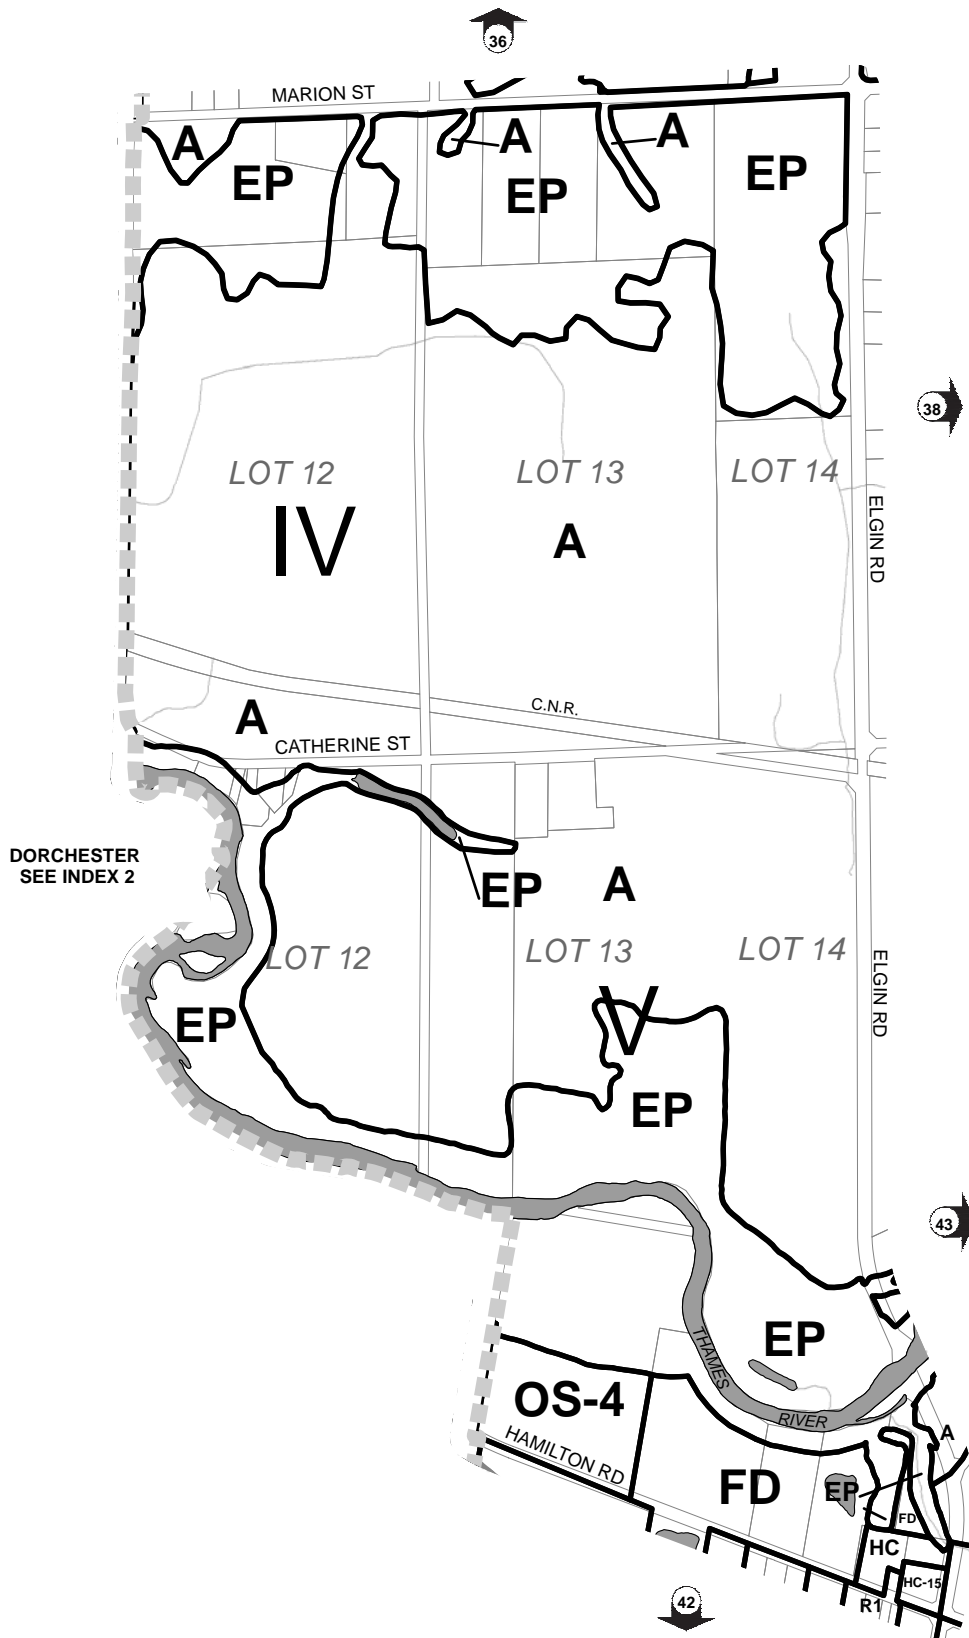 36
MARION ST
A
A
A
EP
EP
EP
38
LOT 12
LOT 13
LOT 14
IV
A
ELGIN RD
C.N.R.
A
CATHERINE ST
DORCHESTER
SEE INDEX 2
EP
A
LOT 12
LOT 13
LOT 14
ELGIN RD
V
EP
EP
43
EP
THAMES
RIVER
OS-4
HAMILTON RD
A
FD
EP
FD
HC
HC-15
R1
42